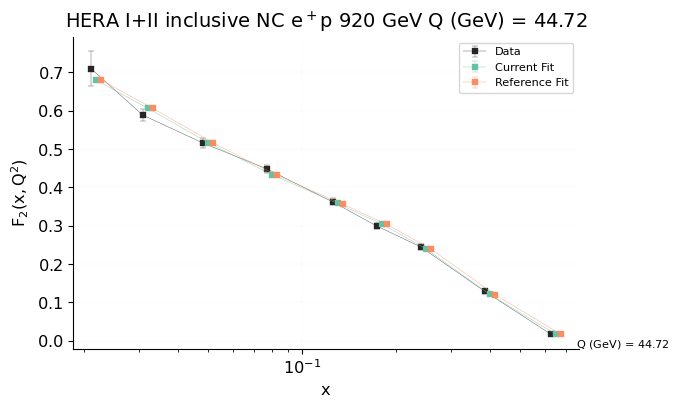 HERA I+II inclusive NC e⁺p 920 GeV Q (GeV) = 44.72
Data
Current Fit
Reference Fit
F₂(x, Q²)
0.7
0.6
0.5
0.4
0.3
0.2
0.1
0.0
10⁻¹
x
Q (GeV) = 44.72